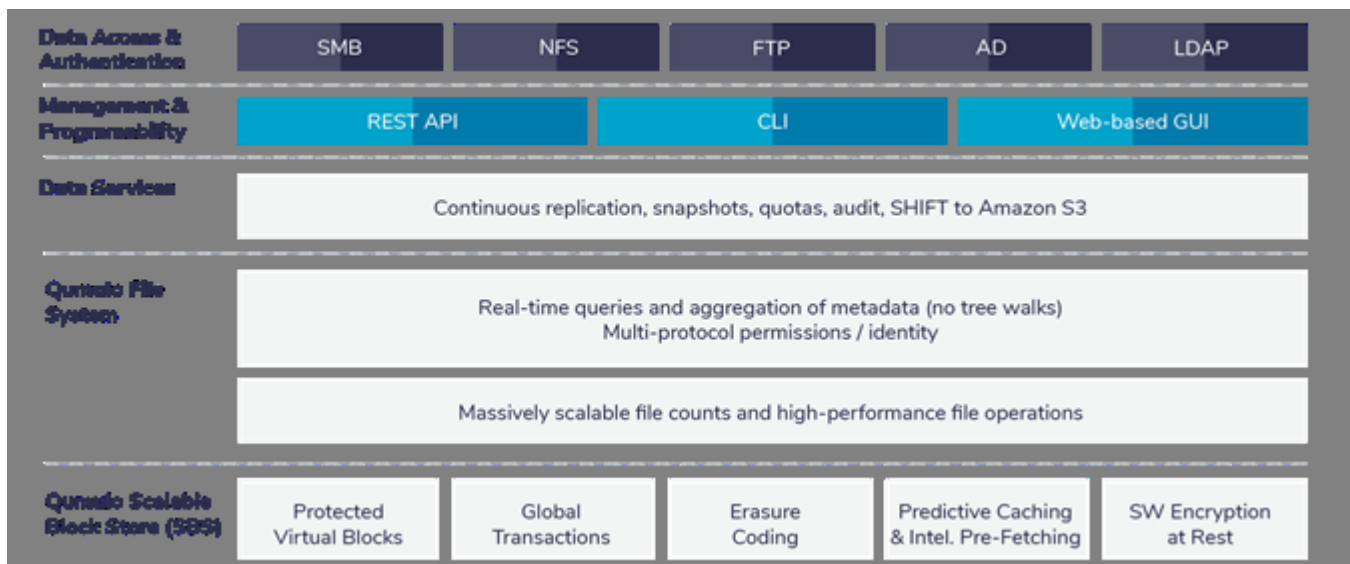 Data Access &
Authentication
SMB
NFS
FTP
AD
LDAP
Management &
Programability
REST API
CLI
Web-based GUI
Data Services
Continuous replication, snapshots, quotas, audit, SHIFT to Amazon S3
Qumulo File
System
Real-time queries and aggregation of metadata (no tree walks)
Multi-protocol permissions / identity
Massively scalable file counts and high-performance file operations
Qumulo Scalable
Block Store (SBS)
Protected
Virtual Blocks
Global
Transactions
Erasure
Coding
Predictive Caching
& Intel. Pre-Fetching
SW Encryption
at Rest